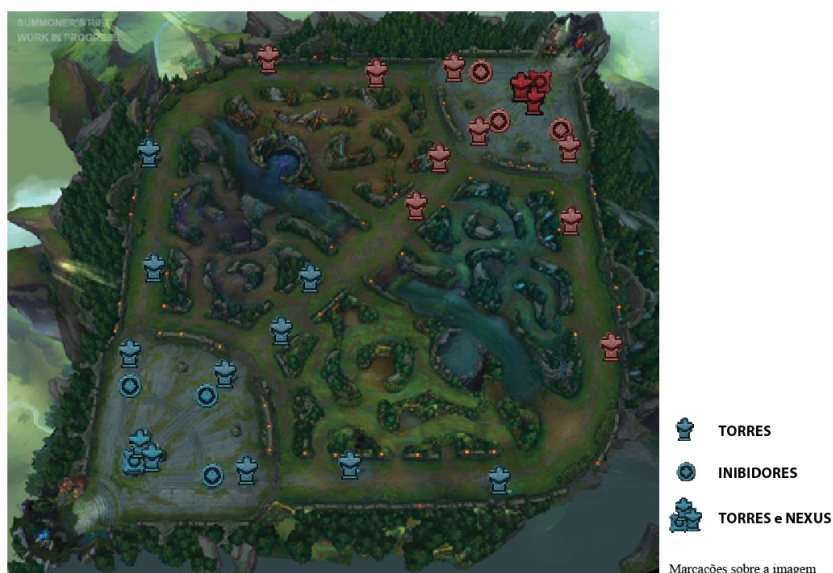 SUMMONER'S RIFT
WORK IN PROGRESS
TORRES
INIBIDORES
TORRES e NEXUS
Marcações sobre a imagem